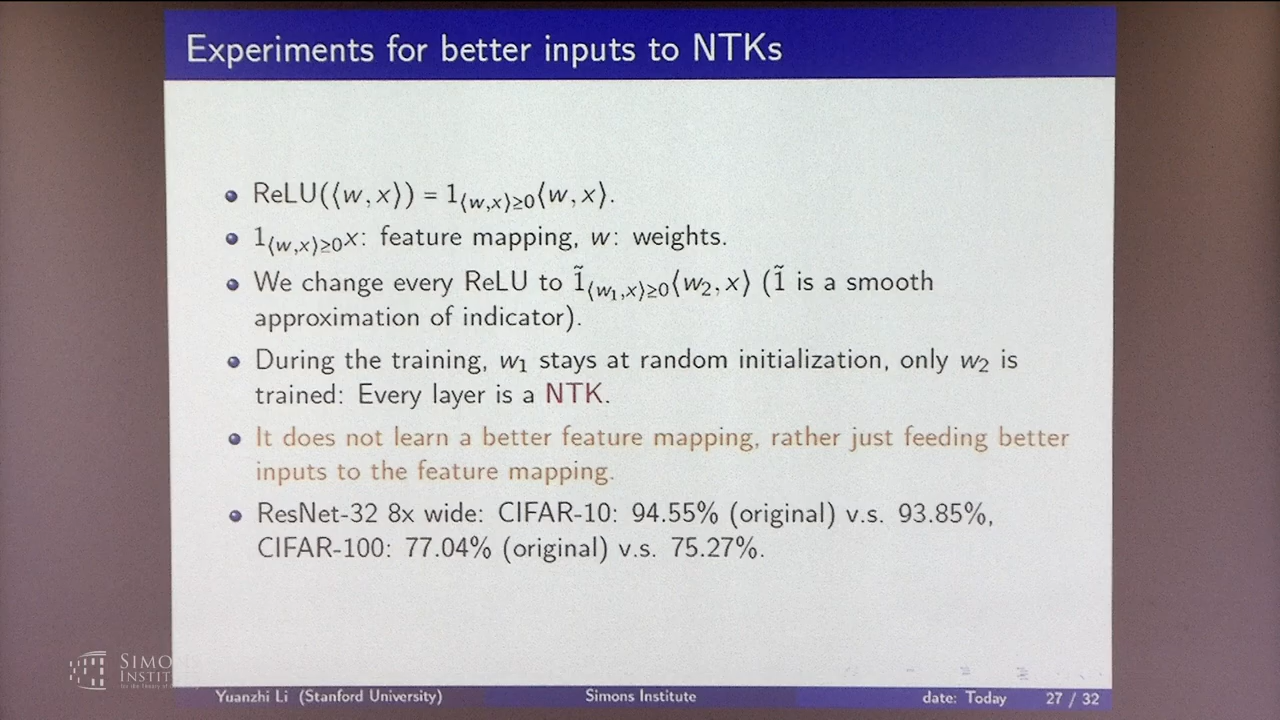 Experiments for better inputs to NTKs
ReLU(⟨w, x⟩) = 1⟨w,x⟩≥0⟨w, x⟩.
1⟨w,x⟩≥0x: feature mapping, w: weights.
We change every ReLU to 1̃⟨w₁,x⟩≥0⟨w₂, x⟩ (1̃ is a smooth
approximation of indicator).
During the training, w₁ stays at random initialization, only w₂ is
trained: Every layer is a NTK.
It does not learn a better feature mapping, rather just feeding better
inputs to the feature mapping.
ResNet-32 8x wide: CIFAR-10: 94.55% (original) v.s. 93.85%,
CIFAR-100: 77.04% (original) v.s. 75.27%.
SIMO
INSTIT
Yuanzhi Li (Stanford University) Simons Institute date: Today 27 / 32